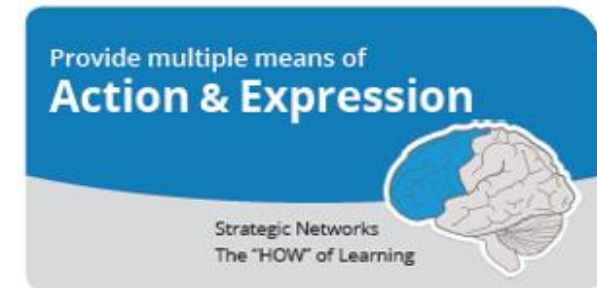 Provide multiple means of
Action & Expression
Strategic Networks
The "HOW" of Learning